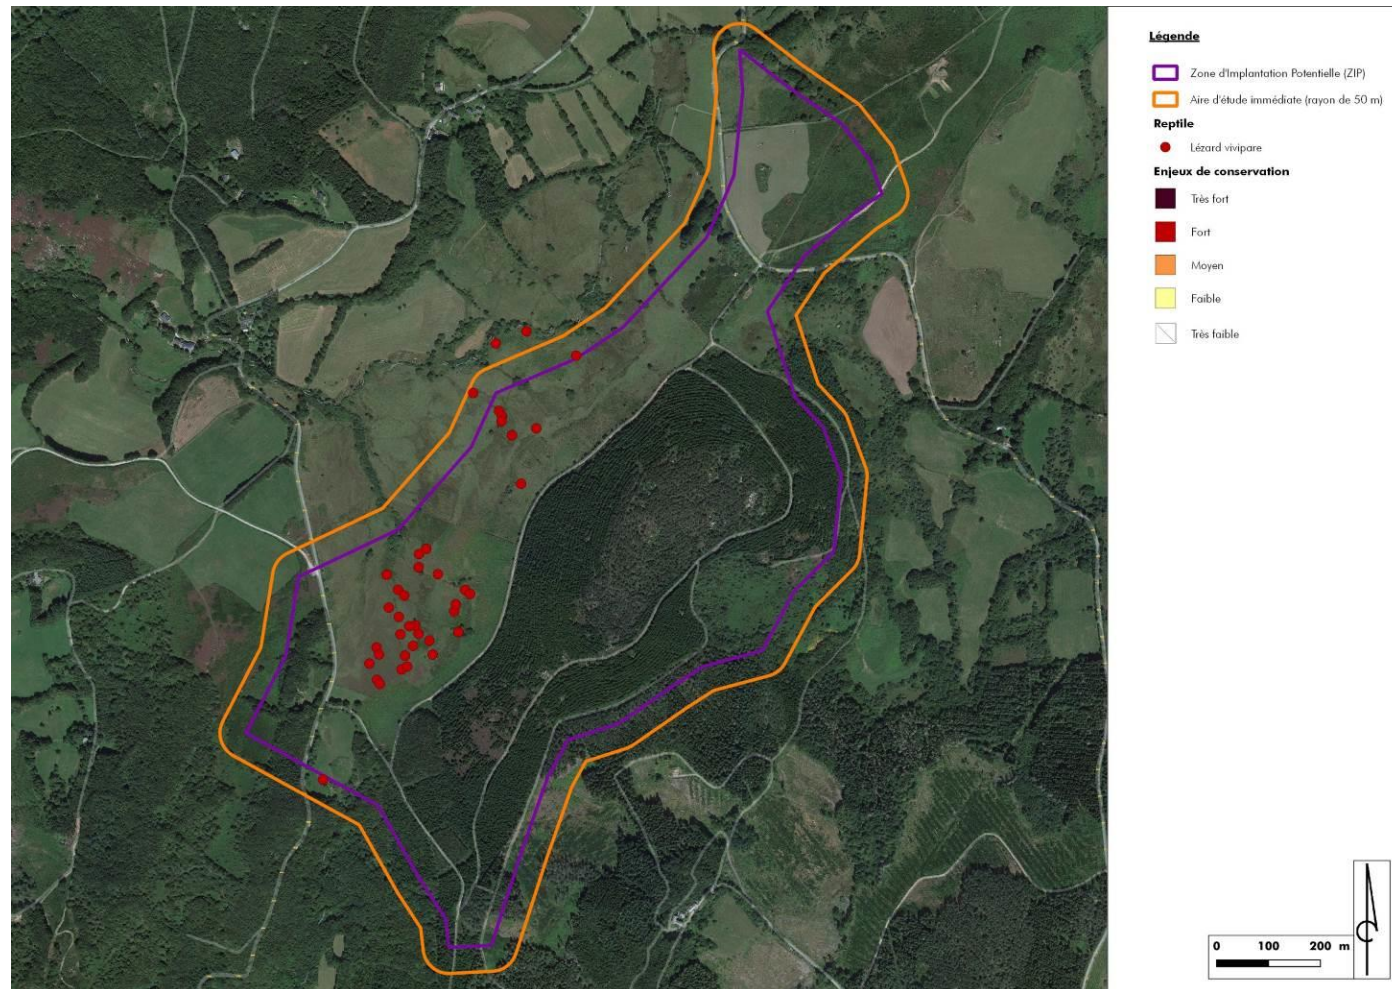 Légende
Zone d'Implantation Potentielle (ZIP)
Aire d'étude immédiate (rayon de 50 m)
Reptile
Lézard vivipare
Enjeux de conservation
Très fort
Fort
Moyen
Faible
Très faible
0 100 200 m